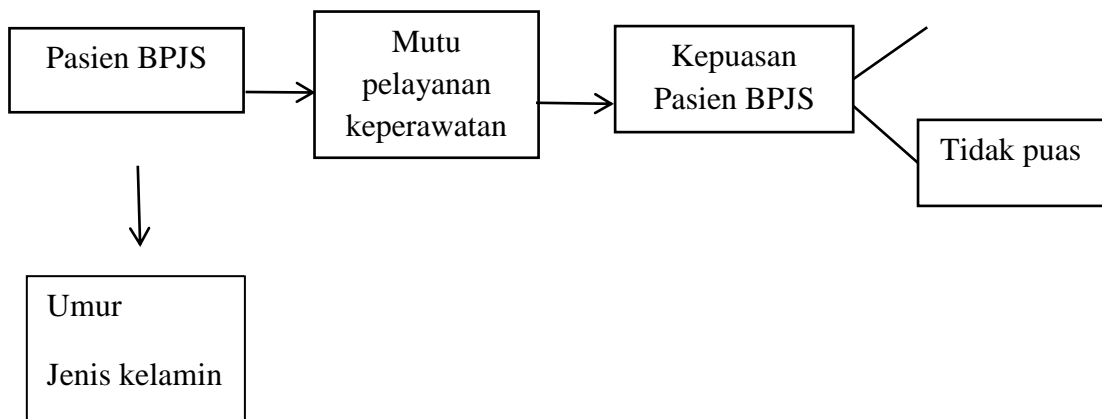 Pasien BPJS
Mutu
pelayanan
keperawatan
Kepuasan
Pasien BPJS
Tidak puas
Umur
Jenis kelamin